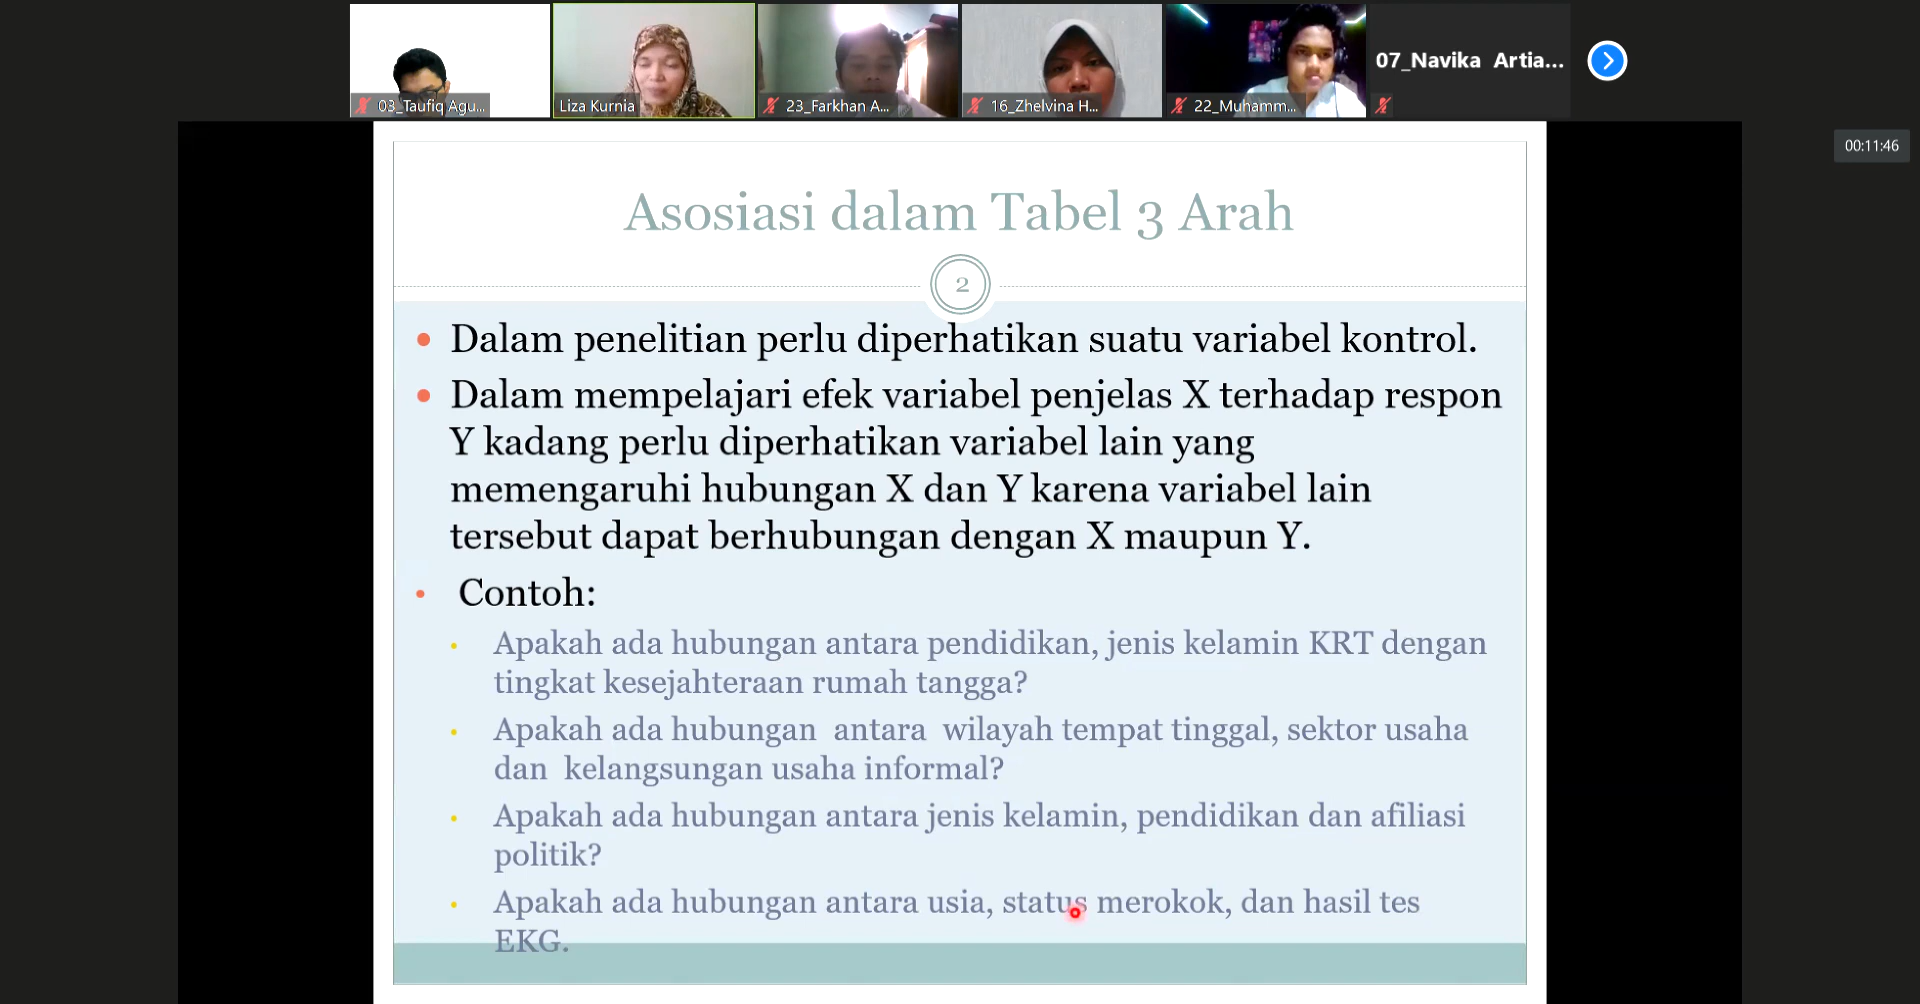 03_Taufiq Agu...
Liza Kurnia
23_Farkhan A...
16_Zhelvina H...
22_Muhamm...
07_Navika Artia...
00:11:46
Asosiasi dalam Tabel 3 Arah
2
• Dalam penelitian perlu diperhatikan suatu variabel kontrol.
• Dalam mempelajari efek variabel penjelas X terhadap respon
Y kadang perlu diperhatikan variabel lain yang
memengaruhi hubungan X dan Y karena variabel lain
tersebut dapat berhubungan dengan X maupun Y.
• Contoh:
• Apakah ada hubungan antara pendidikan, jenis kelamin KRT dengan
tingkat kesejahteraan rumah tangga?
• Apakah ada hubungan antara wilayah tempat tinggal, sektor usaha
dan kelangsungan usaha informal?
• Apakah ada hubungan antara jenis kelamin, pendidikan dan afiliasi
politik?
• Apakah ada hubungan antara usia, status merokok, dan hasil tes
EKG.